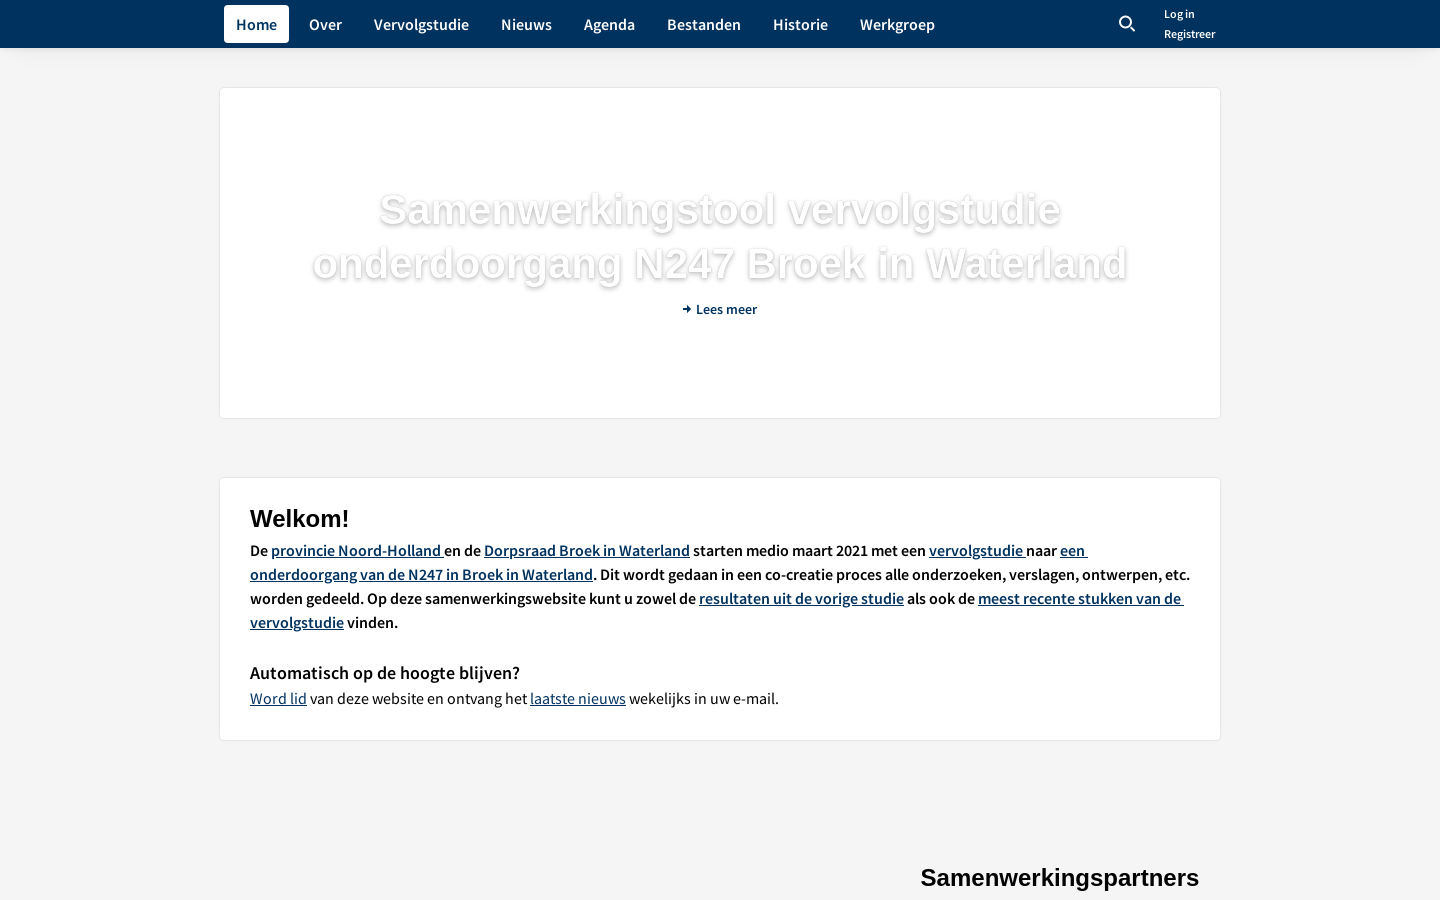 Home Over Vervolgstudie Nieuws Agenda Bestanden Historie Werkgroep
Log in
Registreer
Samenwerkingstool vervolgstudie
onderdoorgang N247 Broek in Waterland
Lees meer
Welkom!
De provincie Noord-Holland en de Dorpsraad Broek in Waterland starten medio maart 2021 met een vervolgstudie naar een
onderdoorgang van de N247 in Broek in Waterland. Dit wordt gedaan in een co-creatie proces alle onderzoeken, verslagen, ontwerpen, etc.
worden gedeeld. Op deze samenwerkingswebsite kunt u zowel de resultaten uit de vorige studie als ook de meest recente stukken van de
vervolgstudie vinden.
Automatisch op de hoogte blijven?
Word lid van deze website en ontvang het laatste nieuws wekelijks in uw e-mail.
Samenwerkingspartners